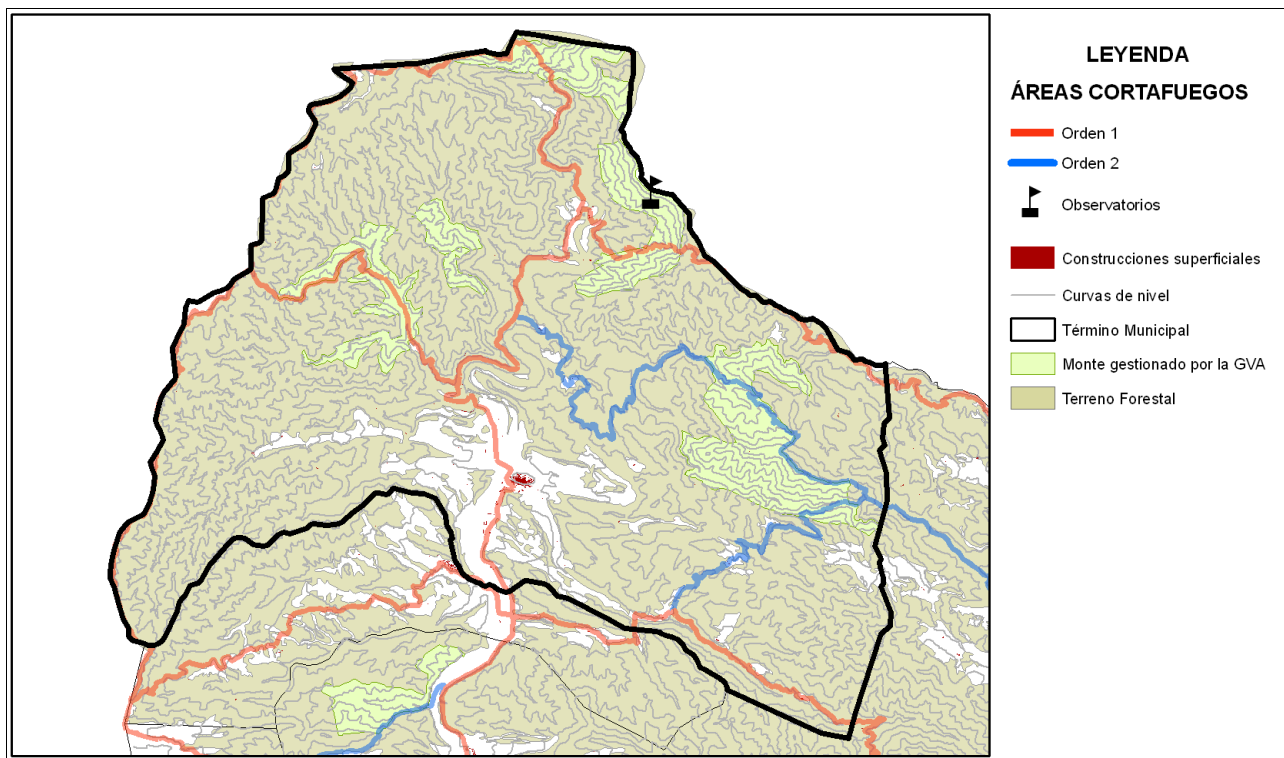 LEYENDA
ÁREAS CORTAFUEGOS
Orden 1
Orden 2
Observatorios
Construcciones superficiales
Curvas de nivel
Término Municipal
Monte gestionado por la GVA
Terreno Forestal